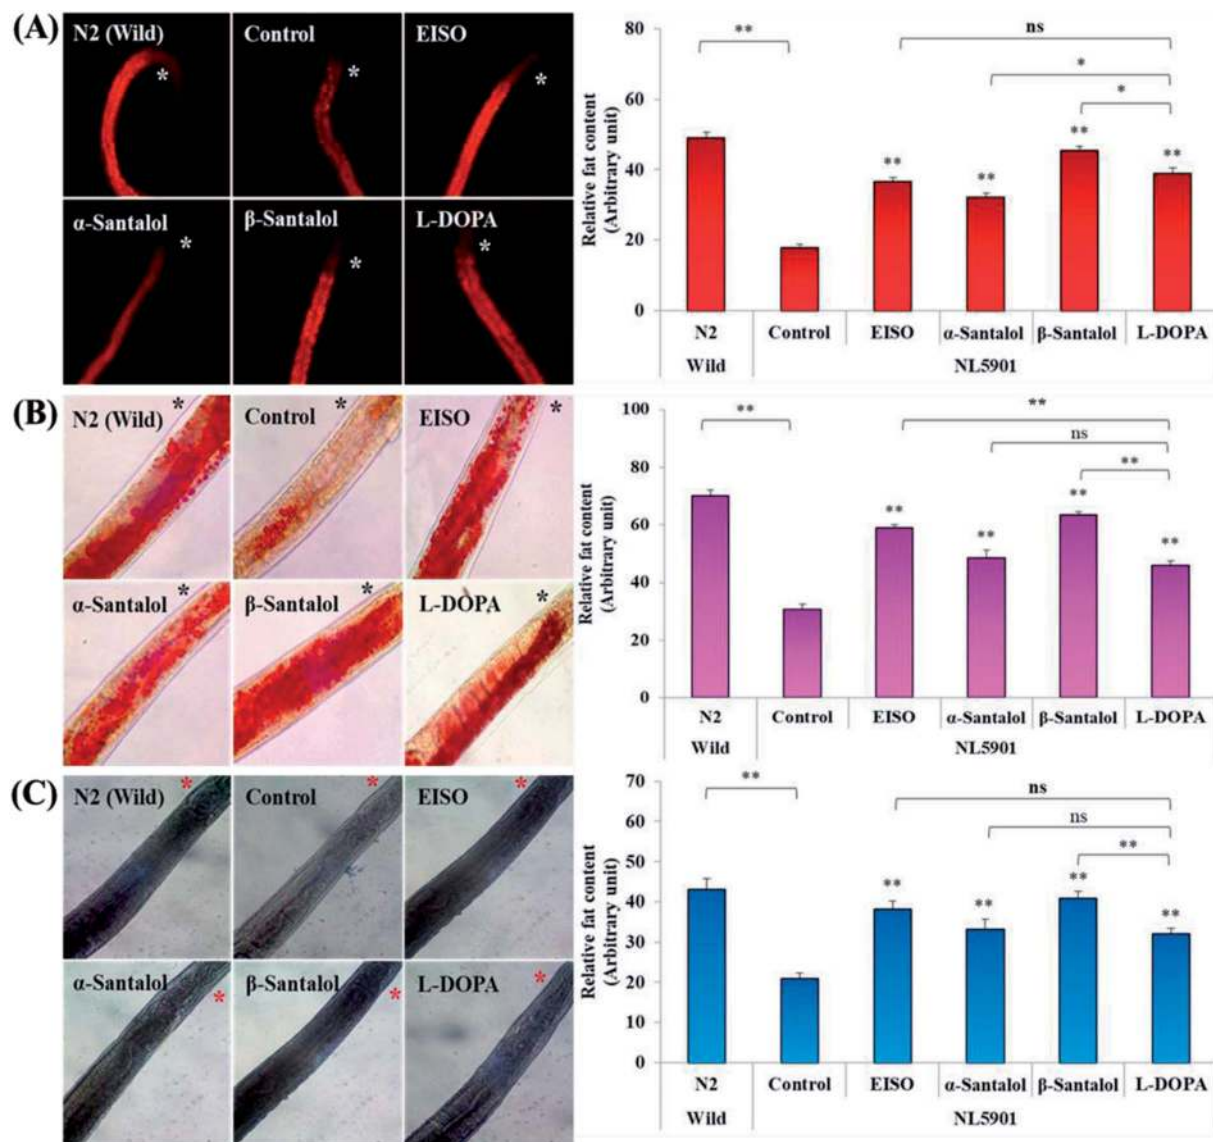 (A)
N2 (Wild) Control EISO
* * *
α-Santalol β-Santalol L-DOPA
* * *
Relative fat content
(Arbitrary unit)
80
60
40
20
0
** ns
*
*
**
** ** **
N2 Control EISO α-Santalol β-Santalol L-DOPA
Wild NL5901
(B)
N2 (Wild) Control EISO
* * *
α-Santalol β-Santalol L-DOPA
* * *
Relative fat content
(Arbitrary unit)
100
80
60
40
20
0
** **
ns
**
**
** ** **
N2 Control EISO α-Santalol β-Santalol L-DOPA
Wild NL5901
(C)
N2 (Wild) Control EISO
* * *
α-Santalol β-Santalol L-DOPA
* * *
Relative fat content
(Arbitrary unit)
70
60
50
40
30
20
10
0
** ns
ns
**
** ** ** **
N2 Control EISO α-Santalol β-Santalol L-DOPA
Wild NL5901